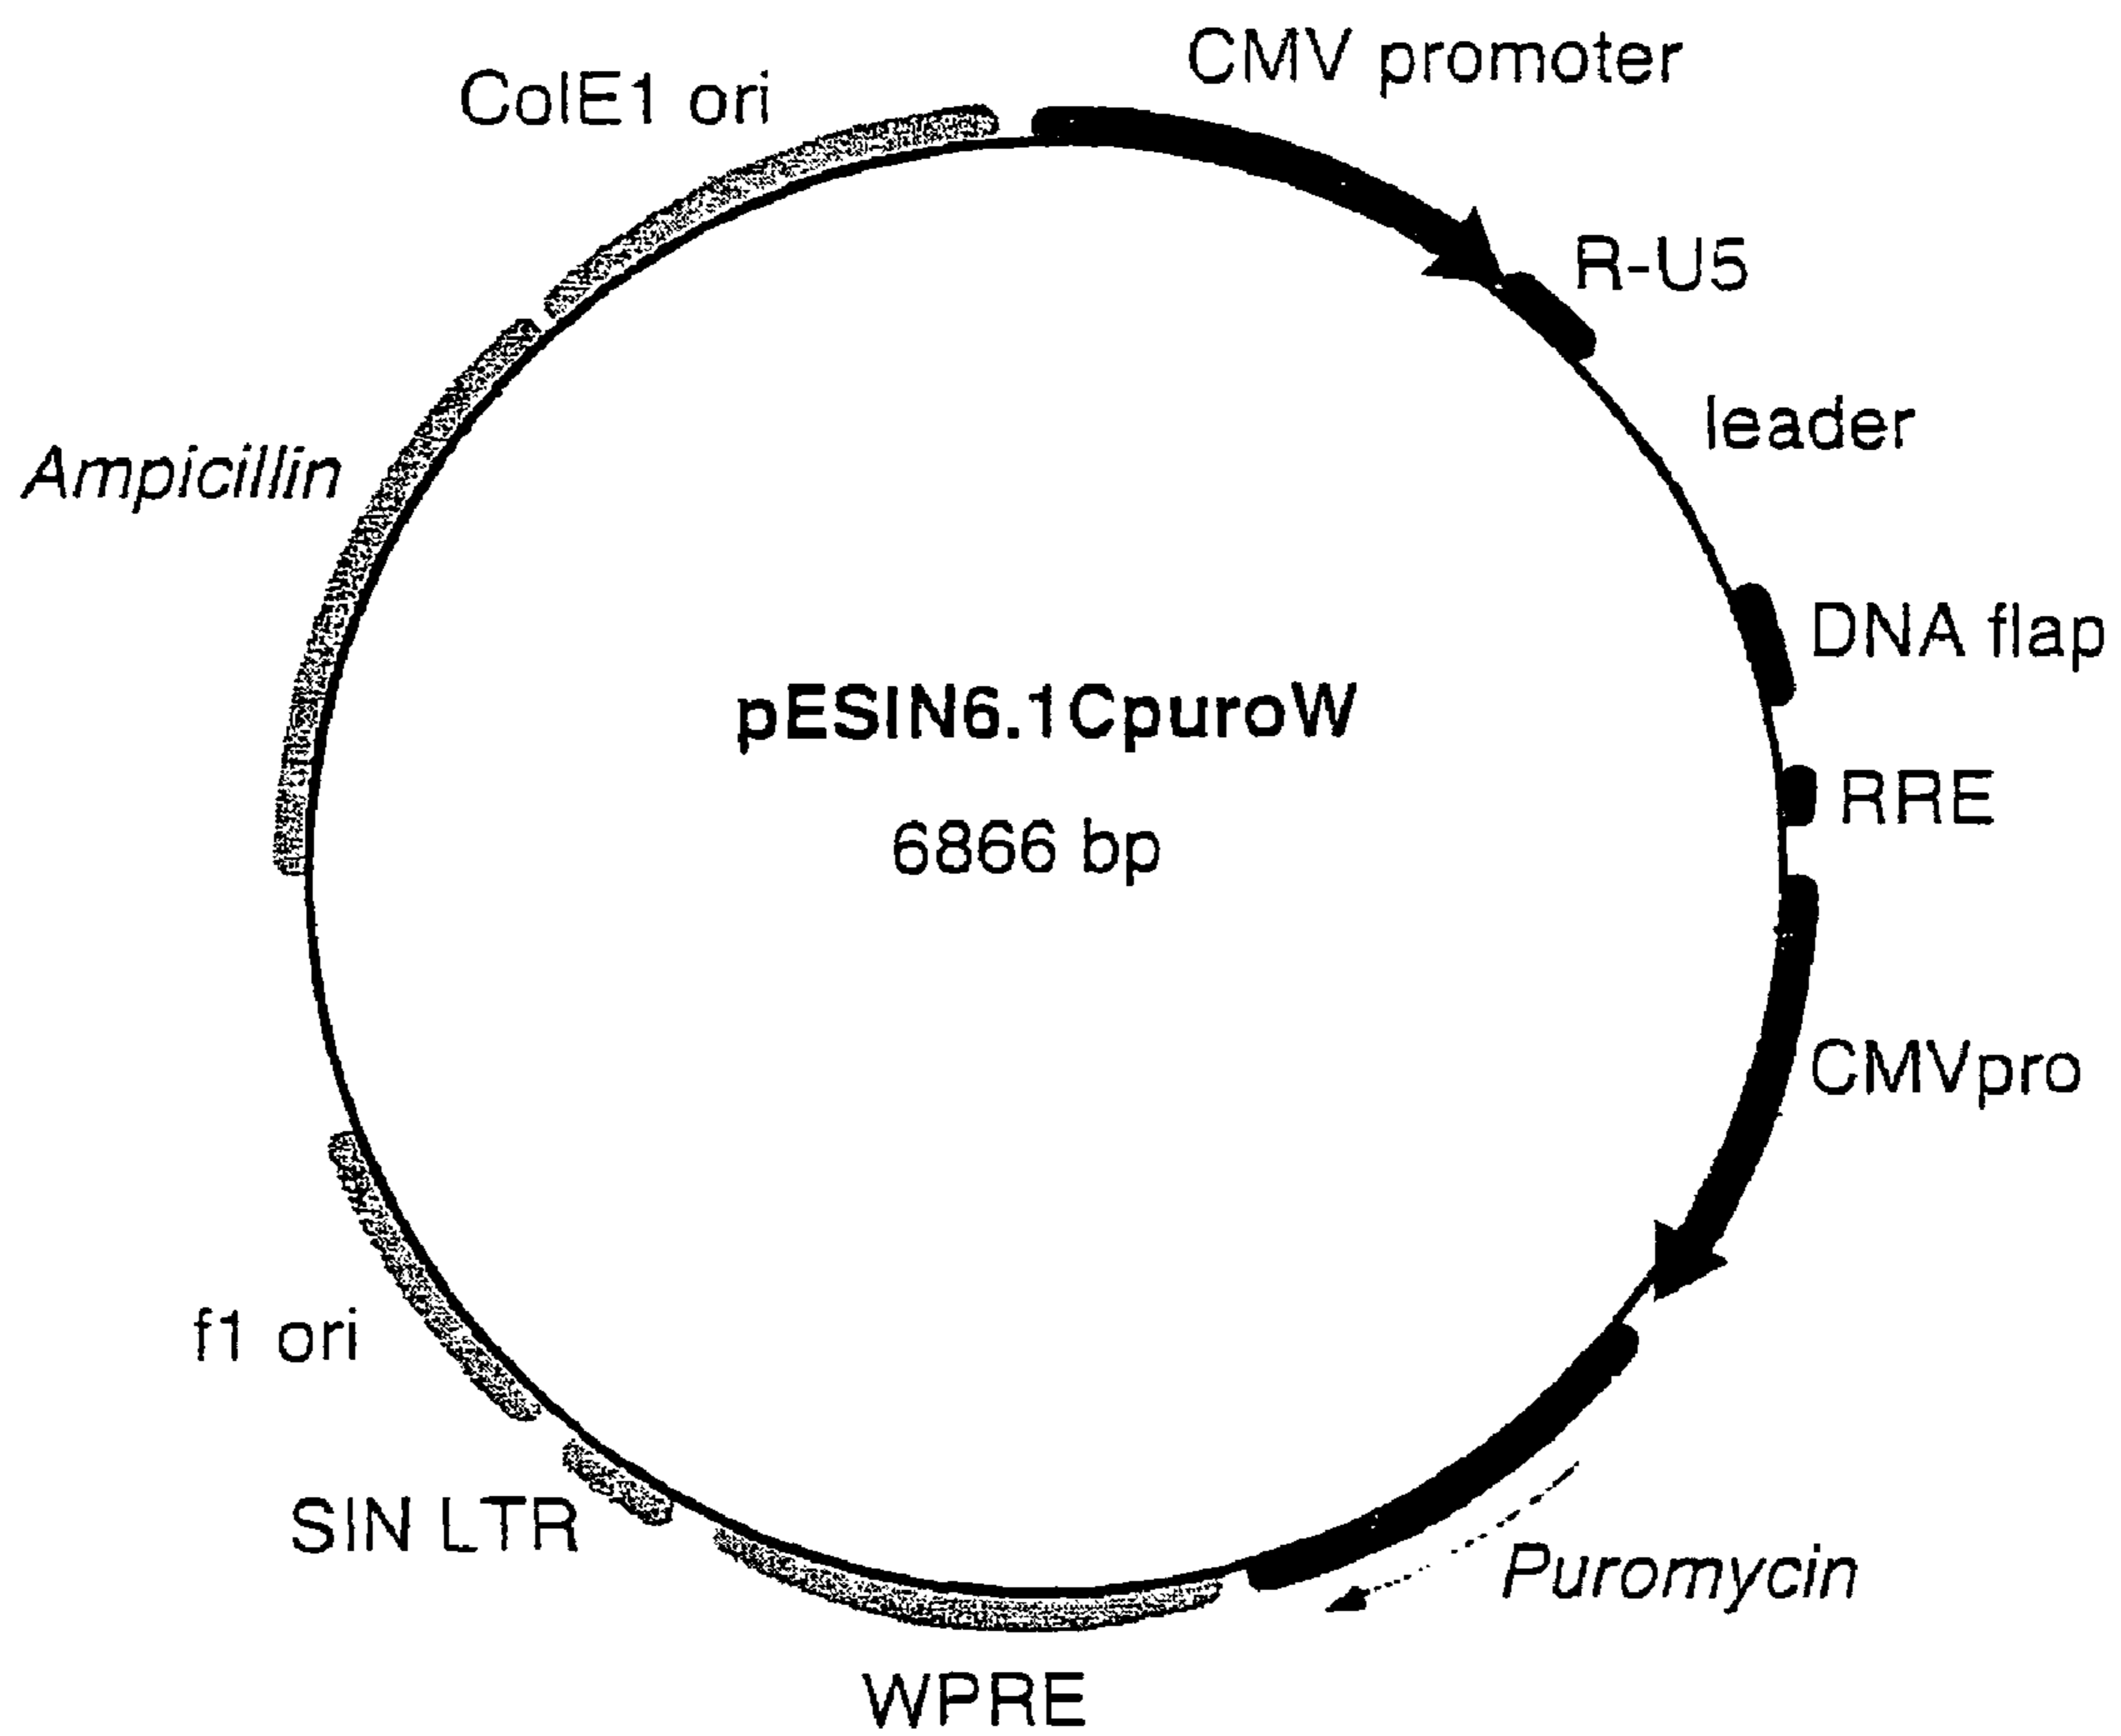 CMV promoter
ColE1 ori
R-U5
leader
Ampicillin
DNA flap
pESIN6.1CpuroW
RRE
6866 bp
CMVpro
f1 ori
SIN LTR
Puromycin
WPRE